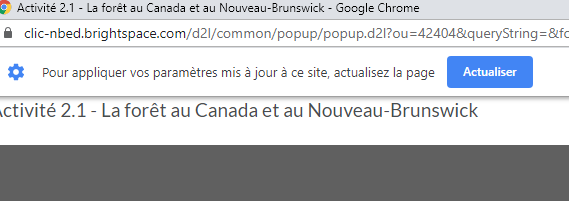 Activité 2.1 - La forêt au Canada et au Nouveau-Brunswick - Google Chrome
clic-nbed.brightspace.com/d2l/common/popup/popup.d2l?ou=42404&queryString=&fo
Pour appliver vos paramètres mis à jour à ce site, actualisez la page Actualiser
ctivité 2.1 - La forêt au Canada et au Nouveau-Brunswick